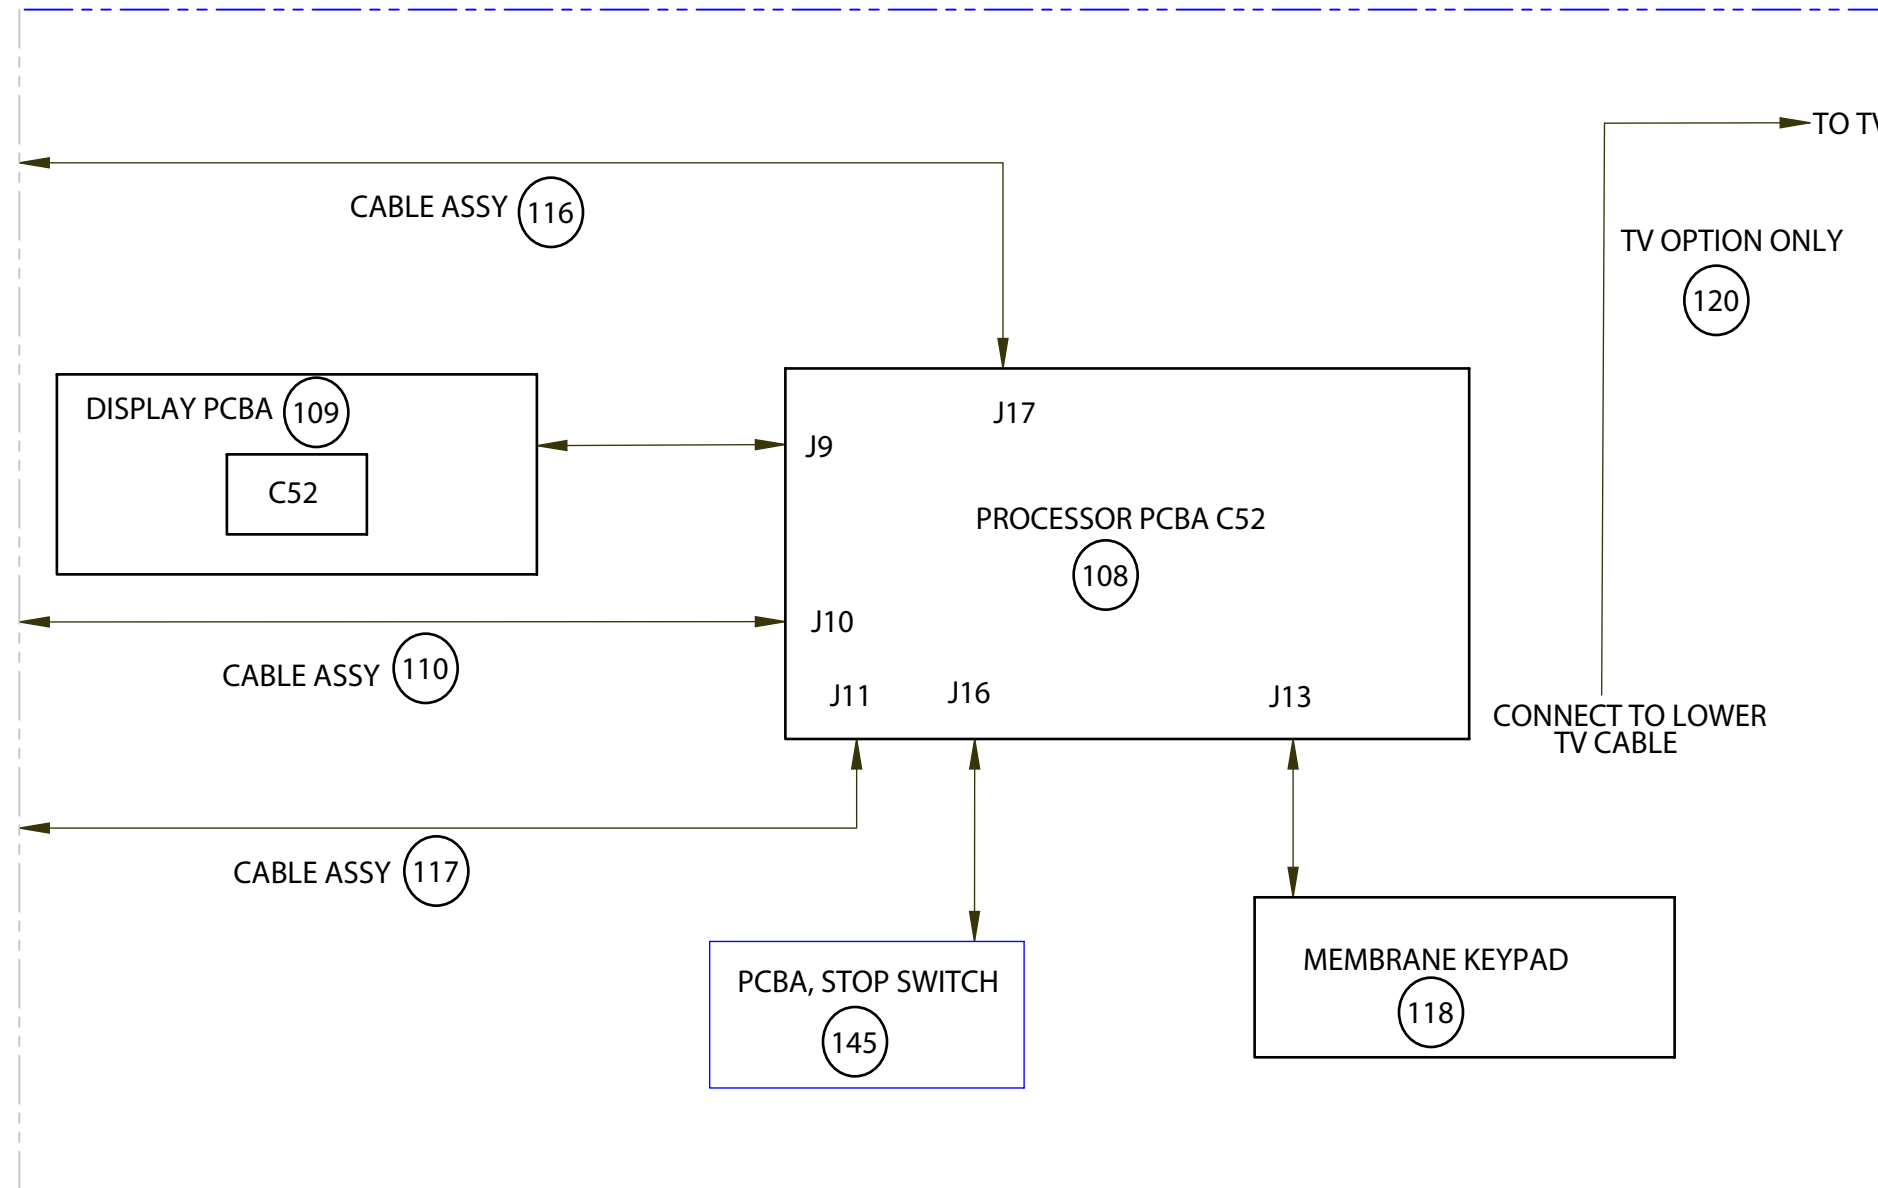 TO TV
CABLE ASSY 116
TV OPTION ONLY
120
DISPLAY PCBA 109
C52
J17
J9
PROCESSOR PCBA C52
108
J10
CABLE ASSY 110
J11
J16
J13
CONNECT TO LOWER
TV CABLE
CABLE ASSY 117
PCBA, STOP SWITCH
145
MEMBRANE KEYPAD
118